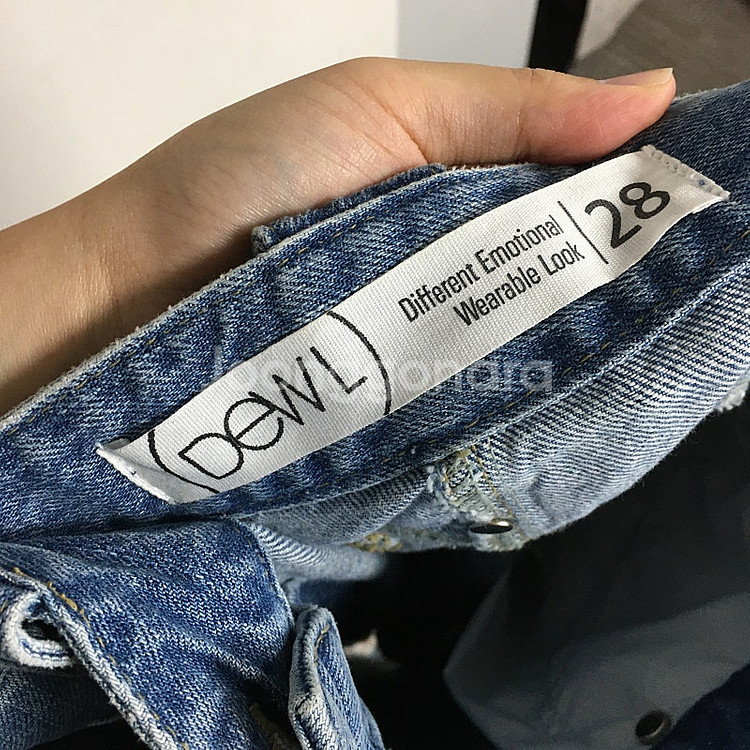 (DeWL)
Different Emotional
Wearable Look
28